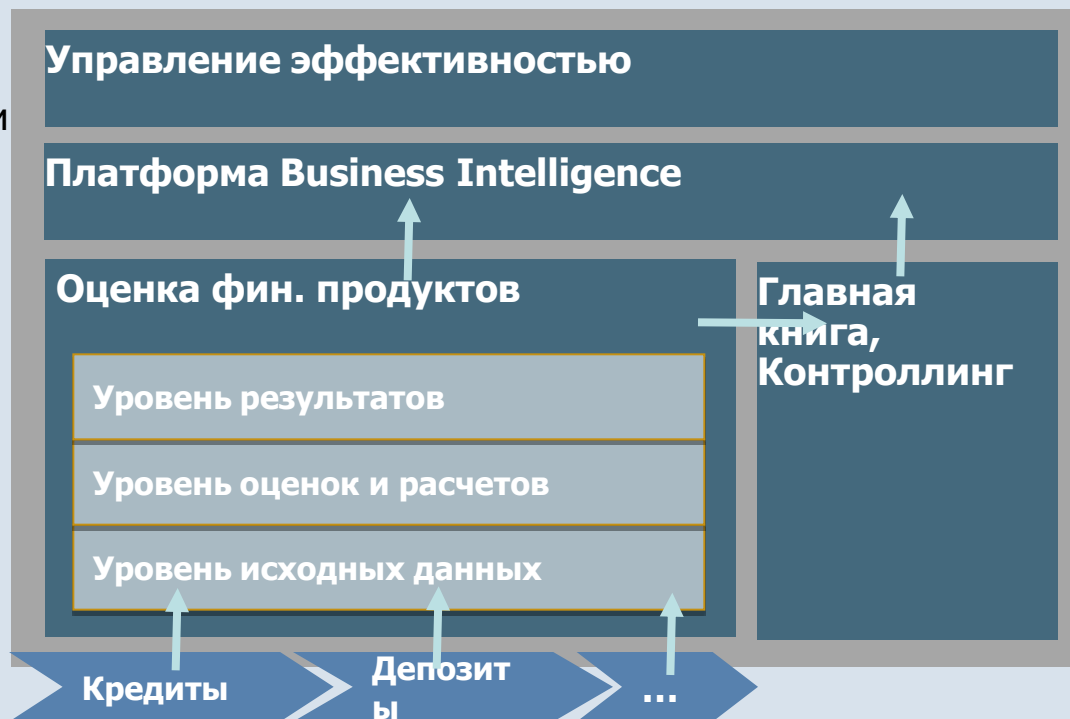 Управление эффективностью
и
Платформа Business Intelligence
Оценка фин. продуктов
Главная
книга,
Контроллинг
Уровень результатов
Уровень оценок и расчетов
Уровень исходных данных
Кредиты
Депозит
ы
...